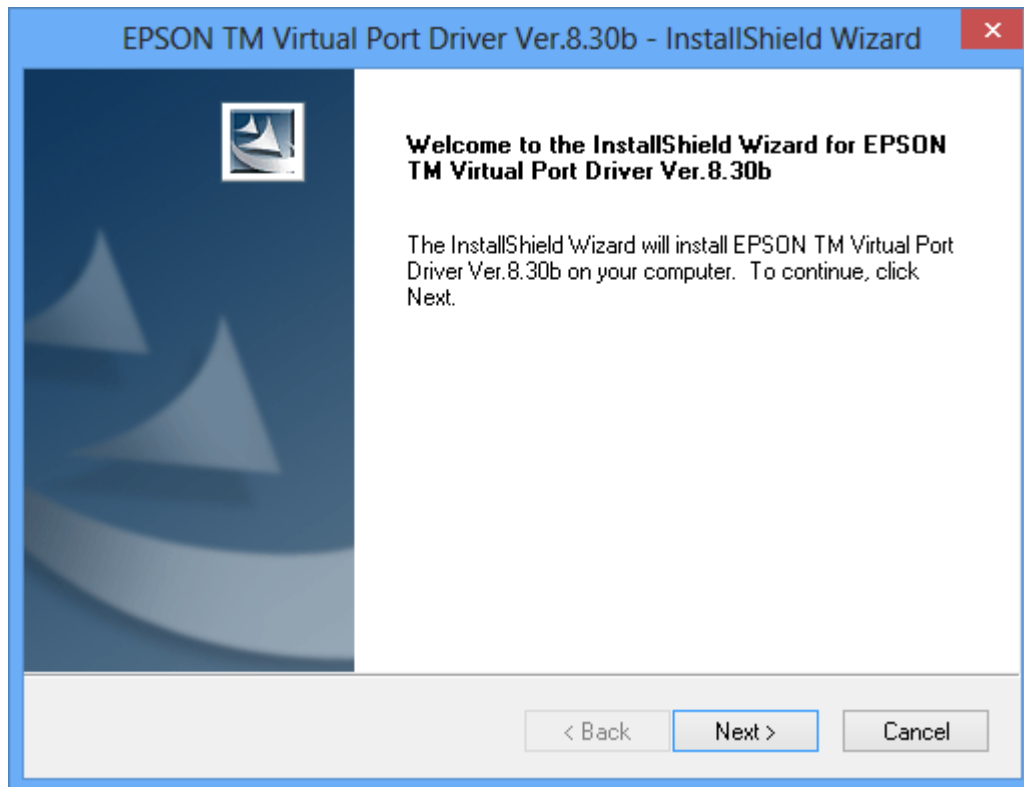 EPSON TM Virtual Port Driver Ver.8.30b - InstallShield Wizard
Welcome to the InstallShield Wizard for EPSON
TM Virtual Port Driver Ver.8.30b
The InstallShield Wizard will install EPSON TM Virtual Port
Driver Ver.8.30b on your computer.  To continue, click
Next.
< Back
Next >
Cancel